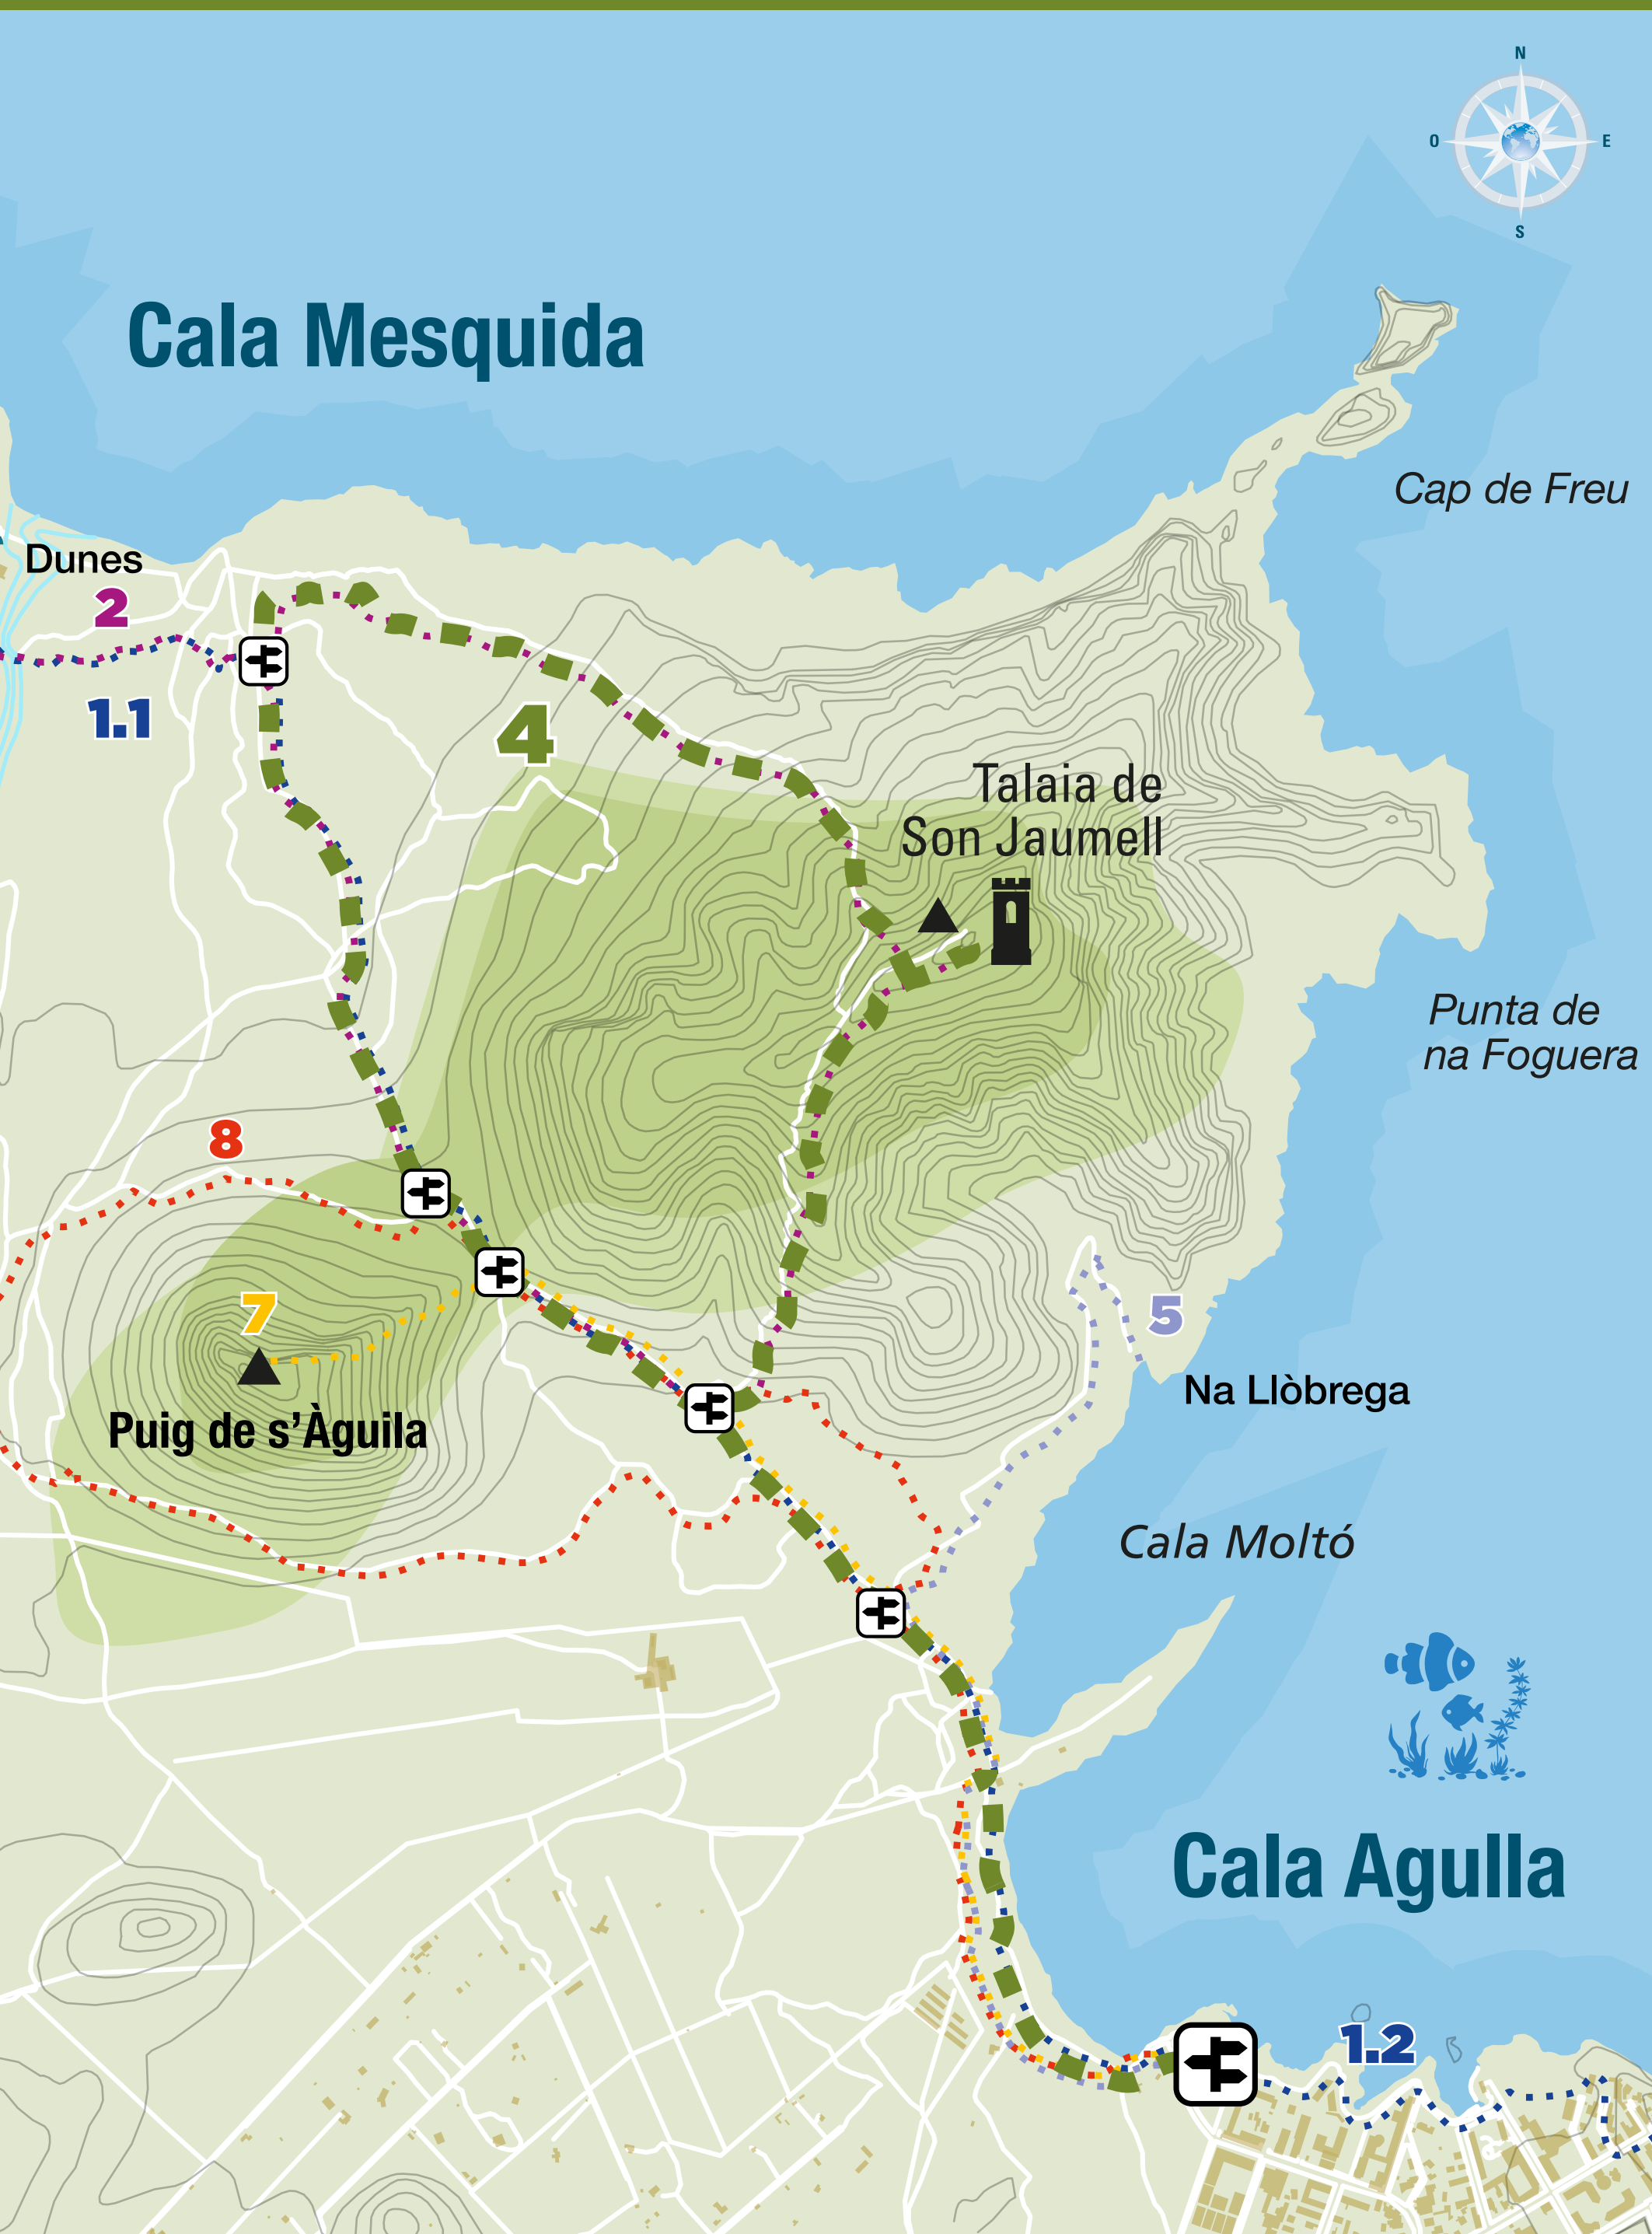 N
O
E
S
Cala Mesquida
Cap de Freu
Dunes
2
1.1
4
Talaia de
Son Jaumell
Punta de
na Foguera
8
7
5
Puig de s'Àguila
Na Llòbrega
Cala Moltó
Cala Agulla
1.2